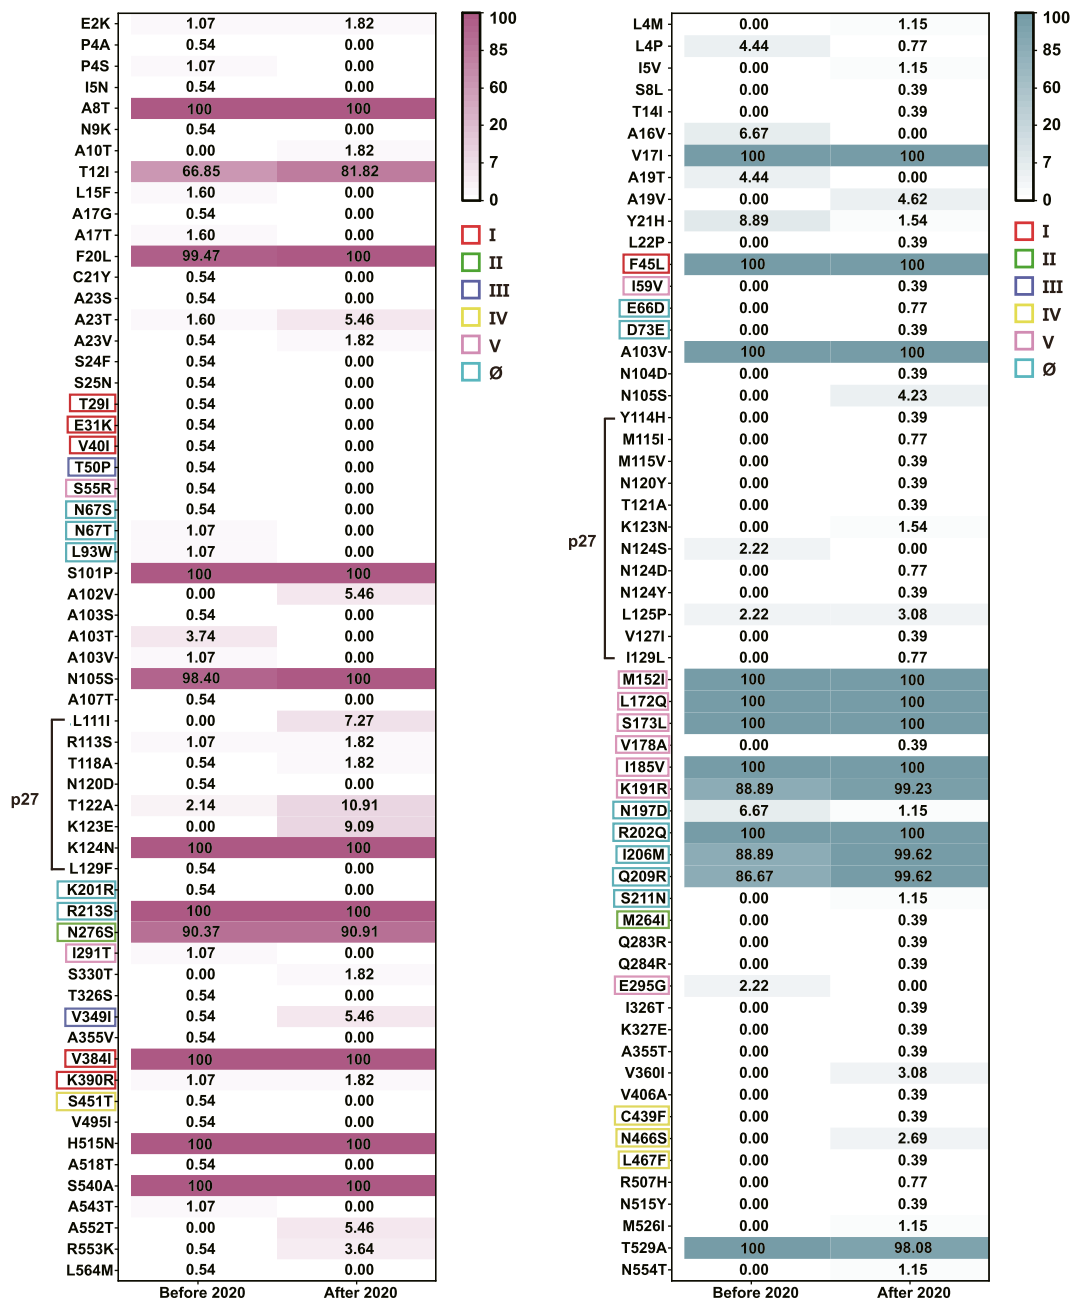 E2K 1.07 1.82
P4A 0.54 0.00
P4S 1.07 0.00
I5N 0.54 0.00
A8T 100 100
N9K 0.54 0.00
A10T 0.00 1.82
T12I 66.85 81.82
L15F 1.60 0.00
A17G 0.54 0.00
A17T 1.60 0.00
F20L 99.47 100
C21Y 0.54 0.00
A23S 0.54 0.00
A23T 1.60 5.46
A23V 0.54 1.82
S24F 0.54 0.00
S25N 0.54 0.00
T29I 0.54 0.00
E31K 0.54 0.00
V40I 0.54 0.00
T50P 0.54 0.00
S55R 0.54 0.00
N67S 0.54 0.00
N67T 1.07 0.00
L93W 1.07 0.00
S101P 100 100
A102V 0.00 5.46
A103S 0.54 0.00
A103T 3.74 0.00
A103V 1.07 0.00
N105S 98.40 100
A107T 0.54 0.00
L111I 0.00 7.27
R113S 1.07 1.82
T118A 0.54 1.82
N120D 0.54 0.00
p27
T122A 2.14 10.91
K123E 0.00 9.09
K124N 100 100
L129F 0.54 0.00
K201R 0.54 0.00
R213S 100 100
N276S 90.37 90.91
I291T 1.07 0.00
S330T 0.00 1.82
T326S 0.54 0.00
V349I 0.54 5.46
A355V 0.54 0.00
V384I 100 100
K390R 1.07 1.82
S451T 0.54 0.00
V495I 0.54 0.00
H515N 100 100
A518T 0.54 0.00
S540A 100 100
A543T 1.07 0.00
A552T 0.00 5.46
R553K 0.54 3.64
L564M 0.54 0.00
Before 2020 After 2020
100
85
60
20
7
0
I
II
III
IV
V
Ø
L4M 0.00 1.15
L4P 4.44 0.77
I5V 0.00 1.15
S8L 0.00 0.39
T14I 0.00 0.39
A16V 6.67 0.00
V17I 100 100
A19T 4.44 0.00
A19V 0.00 4.62
Y21H 8.89 1.54
L22P 0.00 0.39
F45L 100 100
I59V 0.00 0.39
E66D 0.00 0.77
D73E 0.00 0.39
A103V 100 100
N104D 0.00 0.39
N105S 0.00 4.23
Y114H 0.00 0.39
M115I 0.00 0.77
M115V 0.00 0.39
N120Y 0.00 0.39
T121A 0.00 0.39
K123N 0.00 1.54
p27
N124S 2.22 0.00
N124D 0.00 0.77
N124Y 0.00 0.39
L125P 2.22 3.08
V127I 0.00 0.39
I129L 0.00 0.77
M152I 100 100
L172Q 100 100
S173L 100 100
V178A 0.00 0.39
I185V 100 100
K191R 88.89 99.23
N197D 6.67 1.15
R202Q 100 100
I206M 88.89 99.62
Q209R 86.67 99.62
S211N 0.00 1.15
M264I 0.00 0.39
Q283R 0.00 0.39
Q284R 0.00 0.39
E295G 2.22 0.00
I326T 0.00 0.39
K327E 0.00 0.39
A355T 0.00 0.39
V360I 0.00 3.08
V406A 0.00 0.39
C439F 0.00 0.39
N466S 0.00 2.69
L467F 0.00 0.39
R507H 0.00 0.77
N515Y 0.00 0.39
M526I 0.00 1.15
T529A 100 98.08
N554T 0.00 1.15
Before 2020 After 2020
100
85
60
20
7
0
I
II
III
IV
V
Ø